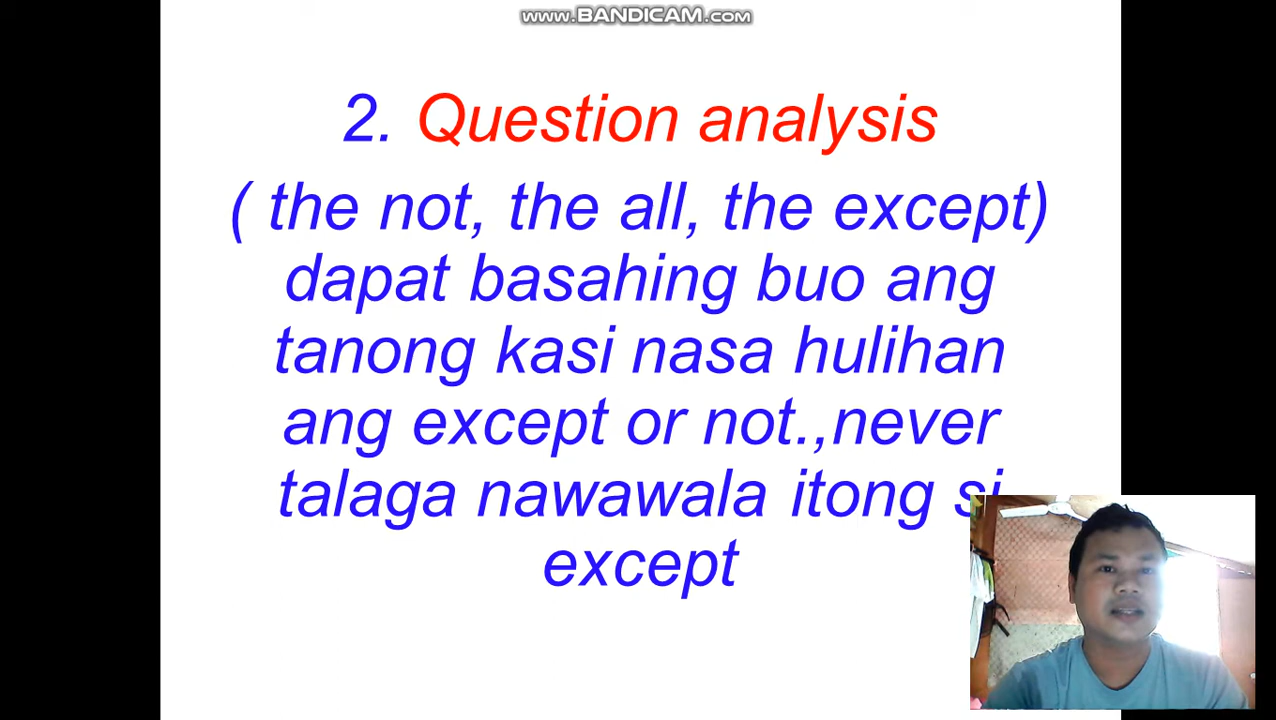 www.BANDICAM.com
2. Question analysis
( the not, the all, the except)
dapat basahing buo ang
tanong kasi nasa hulihan
ang except or not.,never
talaga nawawala itong si
except